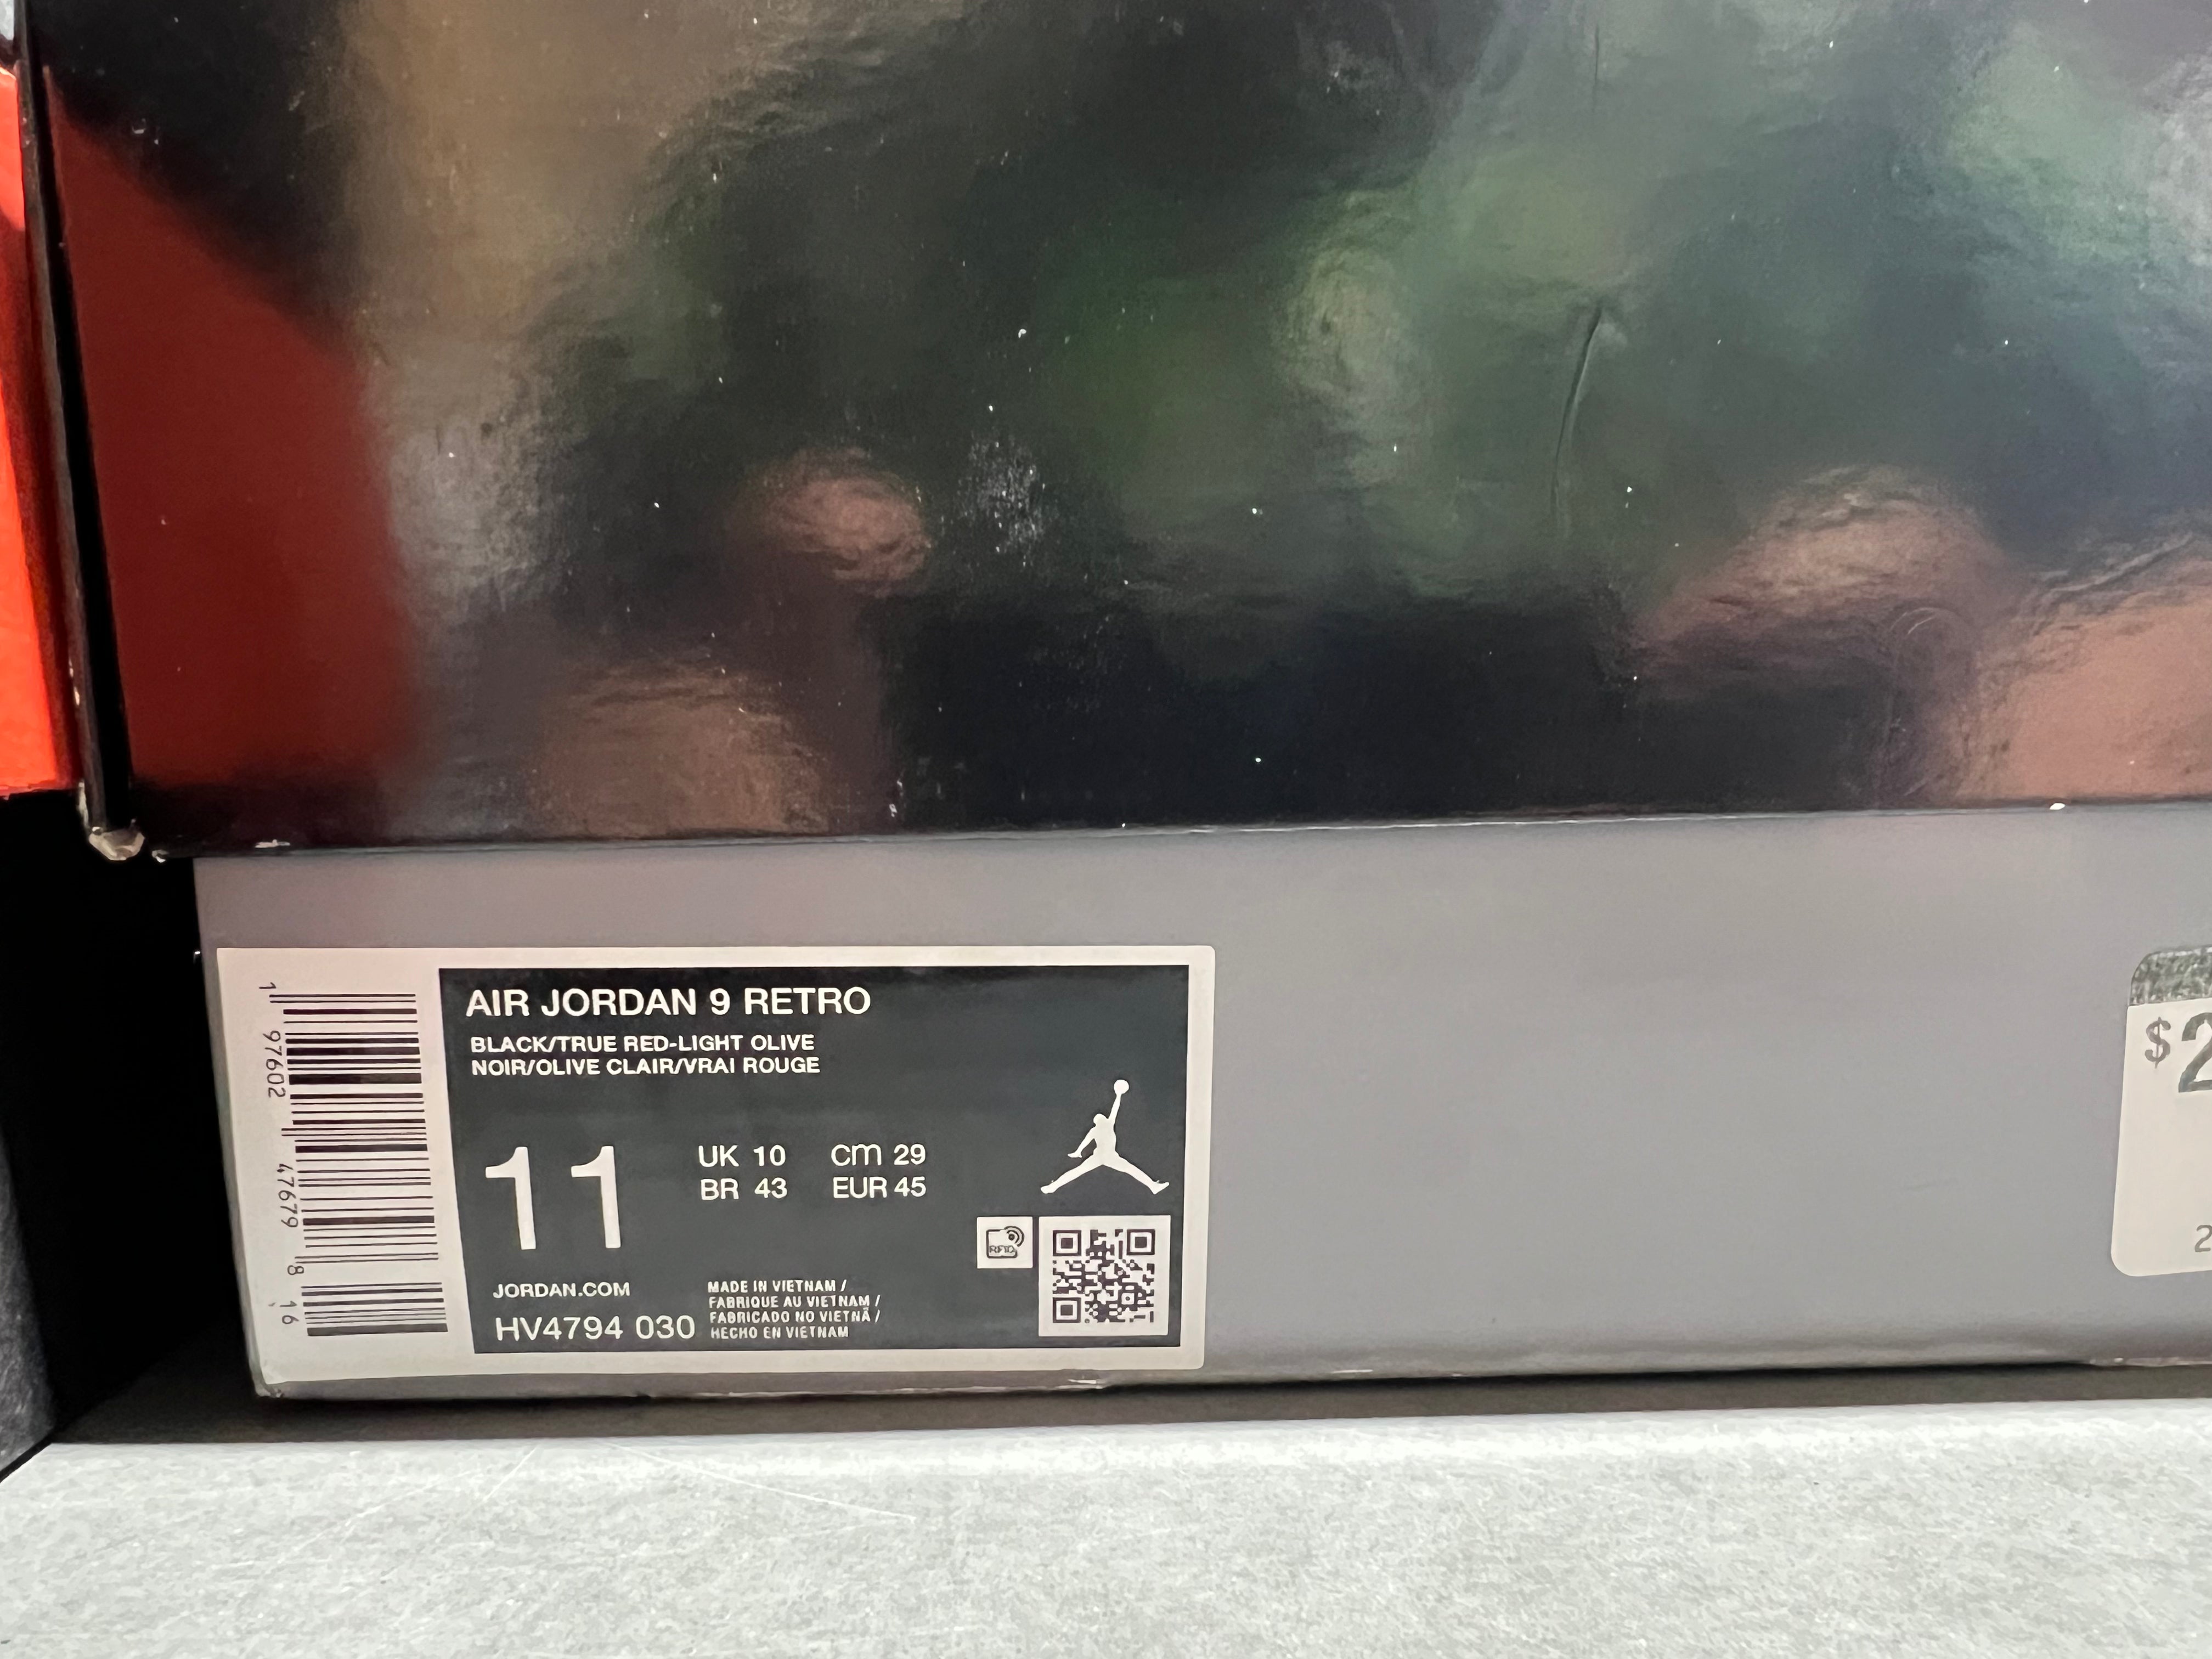 AIR JORDAN 9 RETRO
BLACK/TRUE RED-LIGHT OLIVE
NOIR/OLIVE CLAIR/VRAI ROUGE
11
UK 10 cm 29
BR 43 EUR 45
RFID
JORDAN.COM
HV4794 030
MADE IN VIETNAM /
FABRIQUE AU VIETNAM /
FABRICADO NO VIETNÃ /
HECHO EN VIETNAM
1 97602 47679 8 16
$2
2